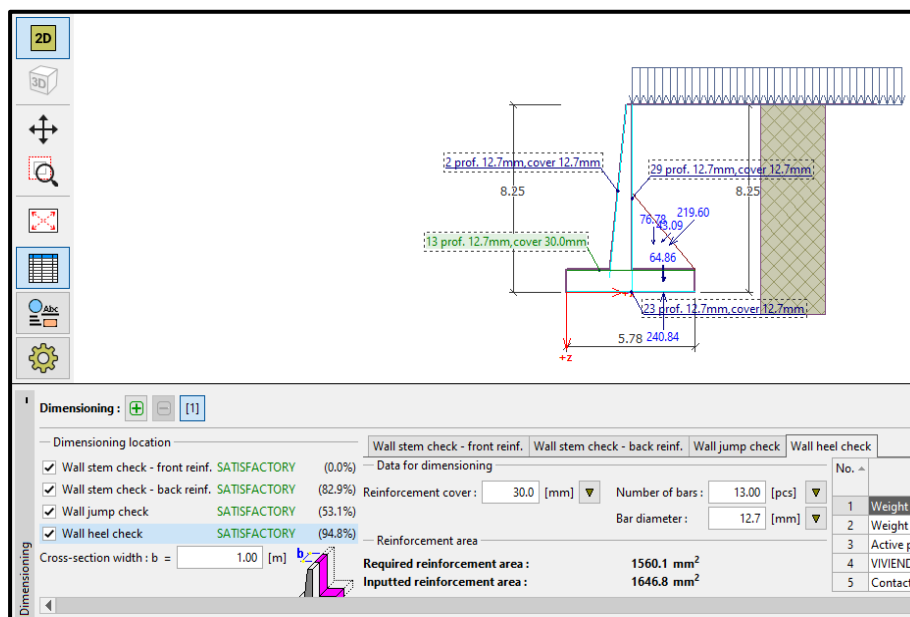 2D
3D
2 prof. 12.7mm,cover 12.7mm
29 prof. 12.7mm,cover 12.7mm
8.25
8.25
76.78
219.60
43.09
13 prof. 12.7mm,cover 30.0mm
64.86
+x
23 prof. 12.7mm,cover 12.7mm
5.78
240.84
+z
Abc
Dimensioning : [1]
Dimensioning location
Wall stem check - front reinf. SATISFACTORY (0.0%)
Wall stem check - back reinf. SATISFACTORY (82.9%)
Wall jump check SATISFACTORY (53.1%)
Wall heel check SATISFACTORY (94.8%)
Cross-section width : b = 1.00 [m]
b
Wall stem check - front reinf. Wall stem check - back reinf. Wall jump check Wall heel check
Data for dimensioning
Reinforcement cover : 30.0 [mm] Number of bars : 13.00 [pcs]
Bar diameter : 12.7 [mm]
Reinforcement area
Required reinforcement area : 1560.1 mm²
Inputted reinforcement area : 1646.8 mm²
No.
1 Weight
2 Weight
3 Active p
4 VIVIEND
5 Contact
Dimensioning